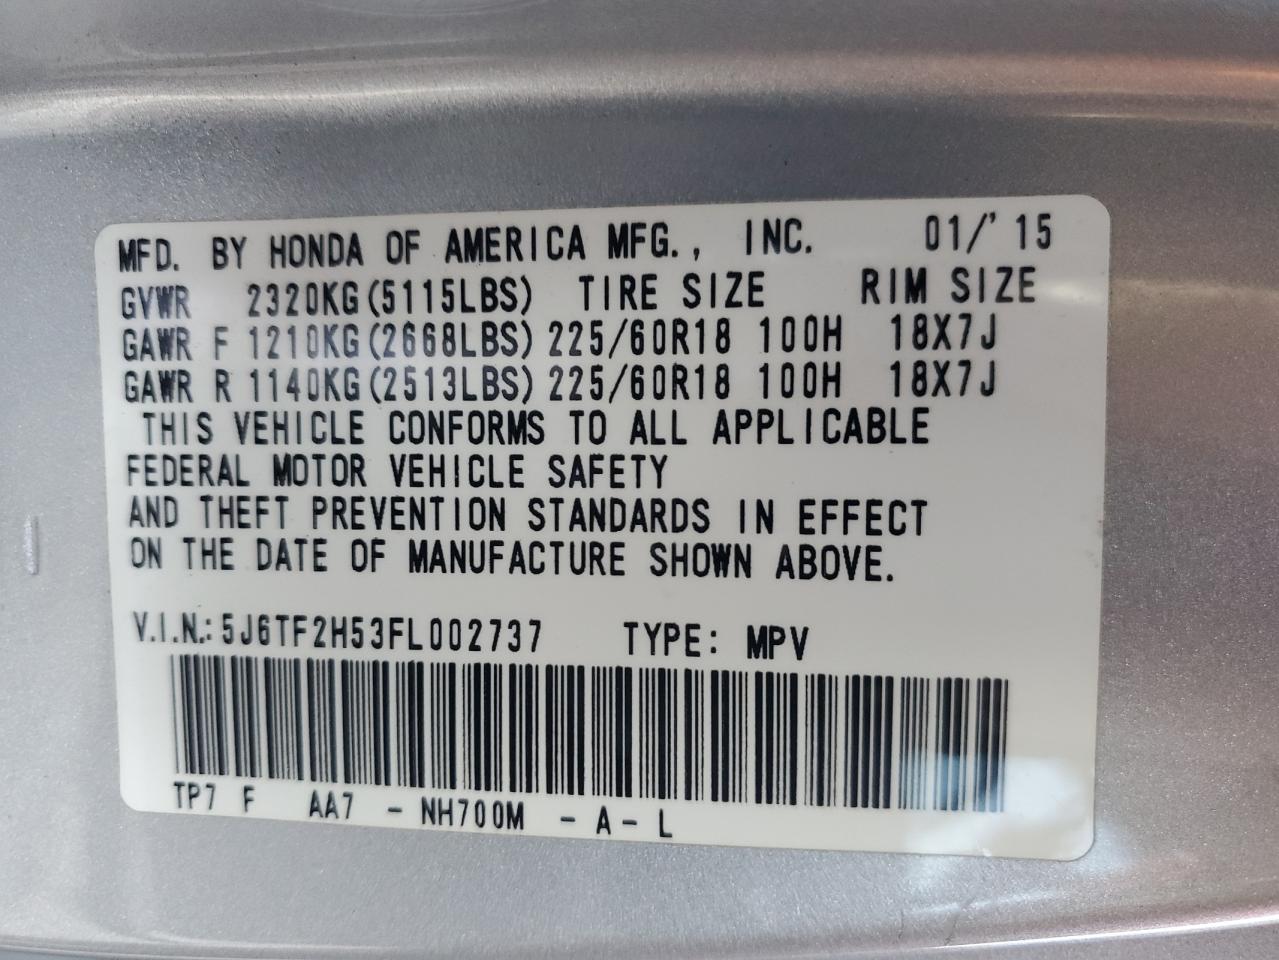 MFD. BY HONDA OF AMERICA MFG., INC. 01/'15
GVWR 2320KG(5115LBS) TIRE SIZE RIM SIZE
GAWR F 1210KG(2668LBS) 225/60R18 100H 18X7J
GAWR R 1140KG(2513LBS) 225/60R18 100H 18X7J
THIS VEHICLE CONFORMS TO ALL APPLICABLE
FEDERAL MOTOR VEHICLE SAFETY
AND THEFT PREVENTION STANDARDS IN EFFECT
ON THE DATE OF MANUFACTURE SHOWN ABOVE.
V.I.N.: 5J6TF2H53FL002737 TYPE: MPV
TP7 F AA7 - NH700M - A - L